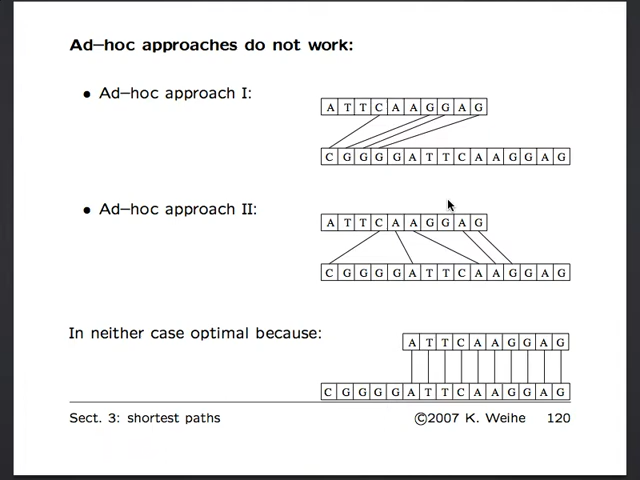 Ad–hoc approaches do not work:
• Ad–hoc approach I:
A T T C A A G G A G
C G G G G A T T C A A G G A G
• Ad–hoc approach II:
A T T C A A G G A G
C G G G G A T T C A A G G A G
In neither case optimal because:
A T T C A A G G A G
C G G G G A T T C A A G G A G
Sect. 3: shortest paths ©2007 K. Weihe 120